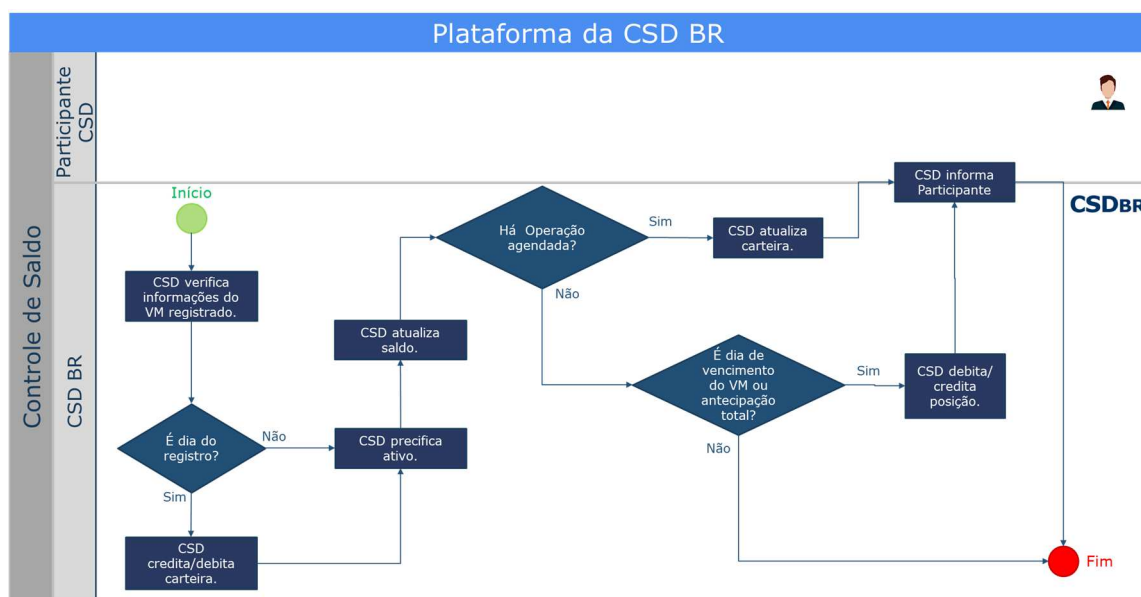 Plataforma da CSD BR
Controle de Saldo
Participante
CSD
CSD BR
Início
CSD verifica
informações do
VM registrado.
É dia do
registro?
Não
Sim
CSD
credita/debita
carteira.
CSD precifica
ativo.
CSD atualiza
saldo.
Há Operação
agendada?
Sim
Não
CSD atualiza
carteira.
CSD informa
Participante
CSDBR
É dia de
vencimento
do VM ou
antecipação
total?
Sim
Não
CSD debita/
credita
posição.
Fim